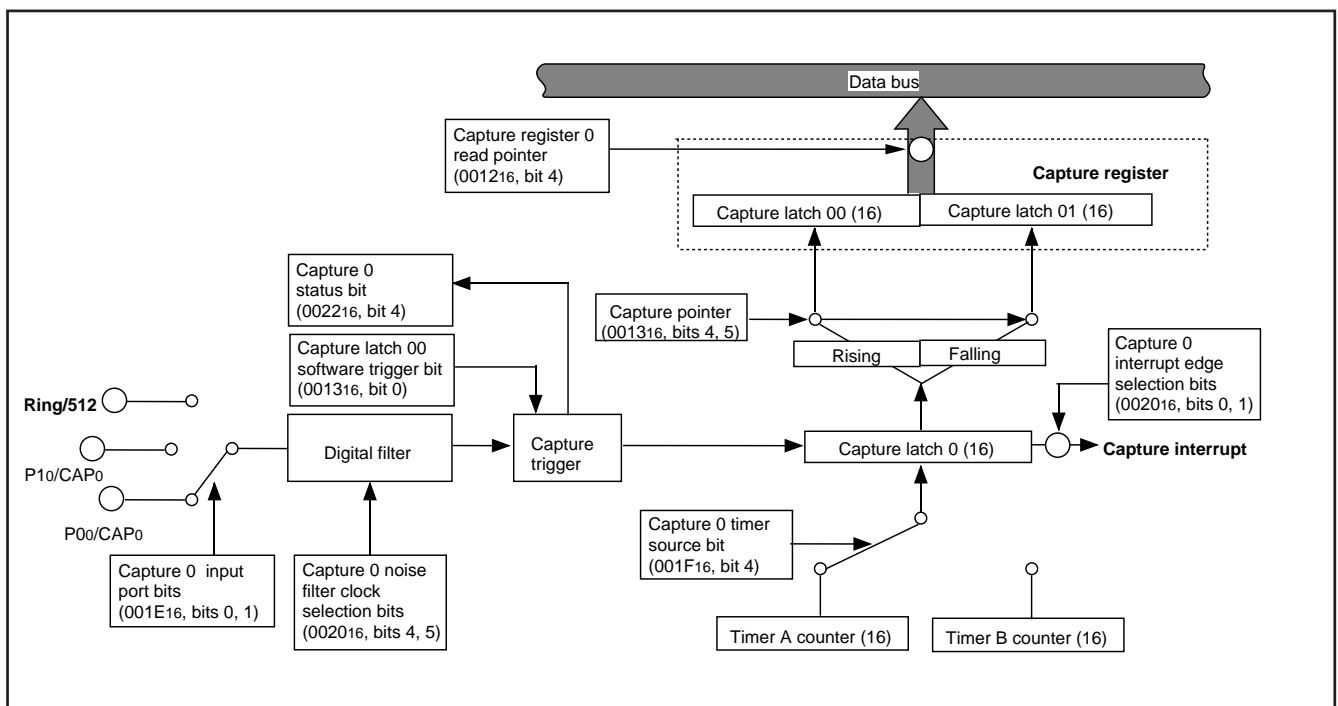 Data bus
Capture register 0
read pointer
(001216, bit 4)
Capture register
Capture latch 00 (16)
Capture latch 01 (16)
Capture 0
status bit
(002216, bit 4)
Capture pointer
(001316, bits 4, 5)
Capture latch 00
software trigger bit
(001316, bit 0)
Rising
Falling
Capture 0
interrupt edge
selection bits
(002016, bits 0, 1)
Ring/512
P10/CAP0
P00/CAP0
Digital filter
Capture
trigger
Capture latch 0 (16)
Capture interrupt
Capture 0 timer
source bit
(001F16, bit 4)
Capture 0 input
port bits
(001E16, bits 0, 1)
Capture 0 noise
filter clock
selection bits
(002016, bits 4, 5)
Timer A counter (16)
Timer B counter (16)